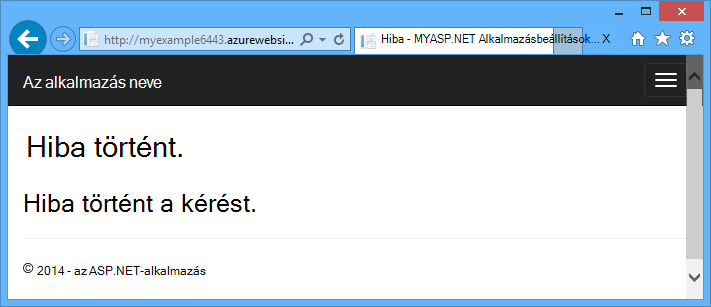 http://myexample6443.azurewebsi...
Hiba - MYASP.NET Alkalmazásbeállítások... X
Az alkalmazás neve
Hiba történt.
Hiba történt a kérést.
© 2014 - az ASP.NET-alkalmazás